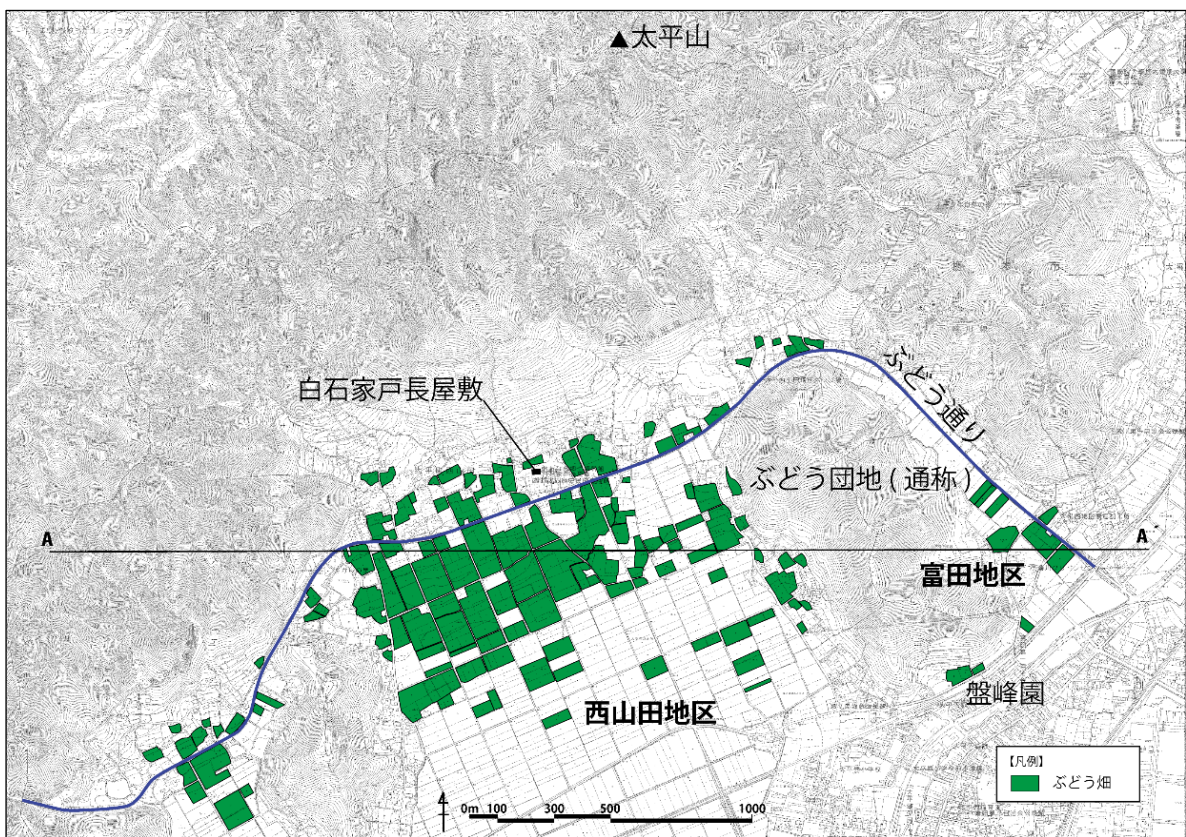 ▲太平山
白石家戸長屋敷
ぶどう通り
ぶどう団地(通称)
A
A´
富田地区
西山田地区
盤峰園
【凡例】
ぶどう畑
0m 100 300 500 1000